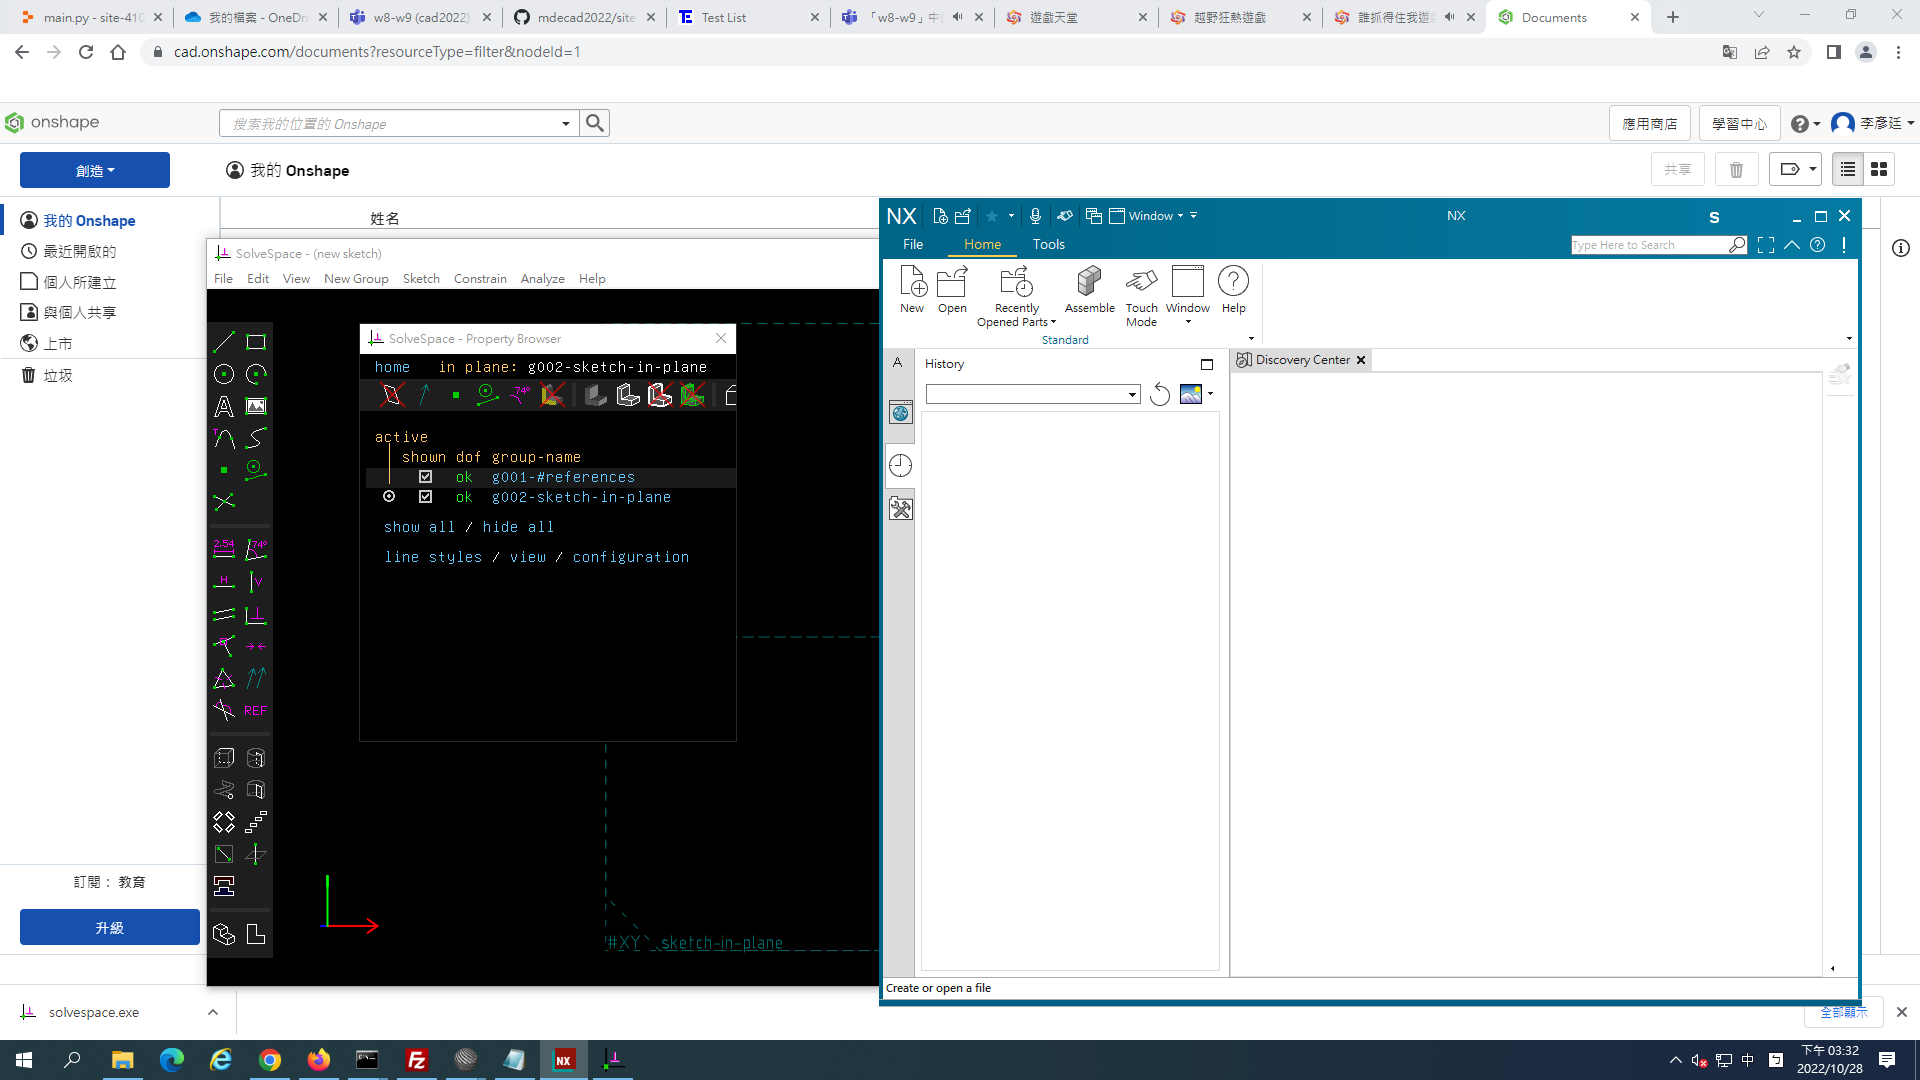 main.py - site-410
我的檔案 - OneDri
w8-w9 (cad2022)
mdecad2022/site
Test List
「w8-w9」中的
遊戲天堂
越野狂熱遊戲
誰抓得住我遊戲
Documents
cad.onshape.com/documents?resourceType=filter&nodeId=1
onshape
搜索我的位置的 Onshape
應用商店
學習中心
李彥廷
創造
我的 Onshape
共享
我的 Onshape
最近開啟的
個人所建立
與個人共享
上市
垃圾
訂閱： 教育
升級
姓名
SolveSpace - (new sketch)
File Edit View New Group Sketch Constrain Analyze Help
2.54
74°
H
V
REF
SolveSpace - Property Browser
home in plane: g002-sketch-in-plane
74°
active
shown dof group-name
ok g001-#references
ok g002-sketch-in-plane
show all / hide all
line styles / view / configuration
#XY
sketch-in-plane
NX
Window
NX
S
File Home Tools
Type Here to Search
New
Open
Recently Opened Parts
Assemble
Touch Mode
Window
Help
Standard
A
History
Discovery Center
Create or open a file
solvespace.exe
全部顯示
中
下午 03:32
2022/10/28